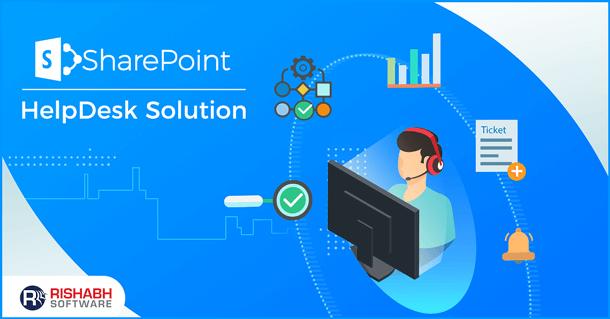 S SharePoint
HelpDesk Solution
Ticket
R
RISHABH
SOFTWARE